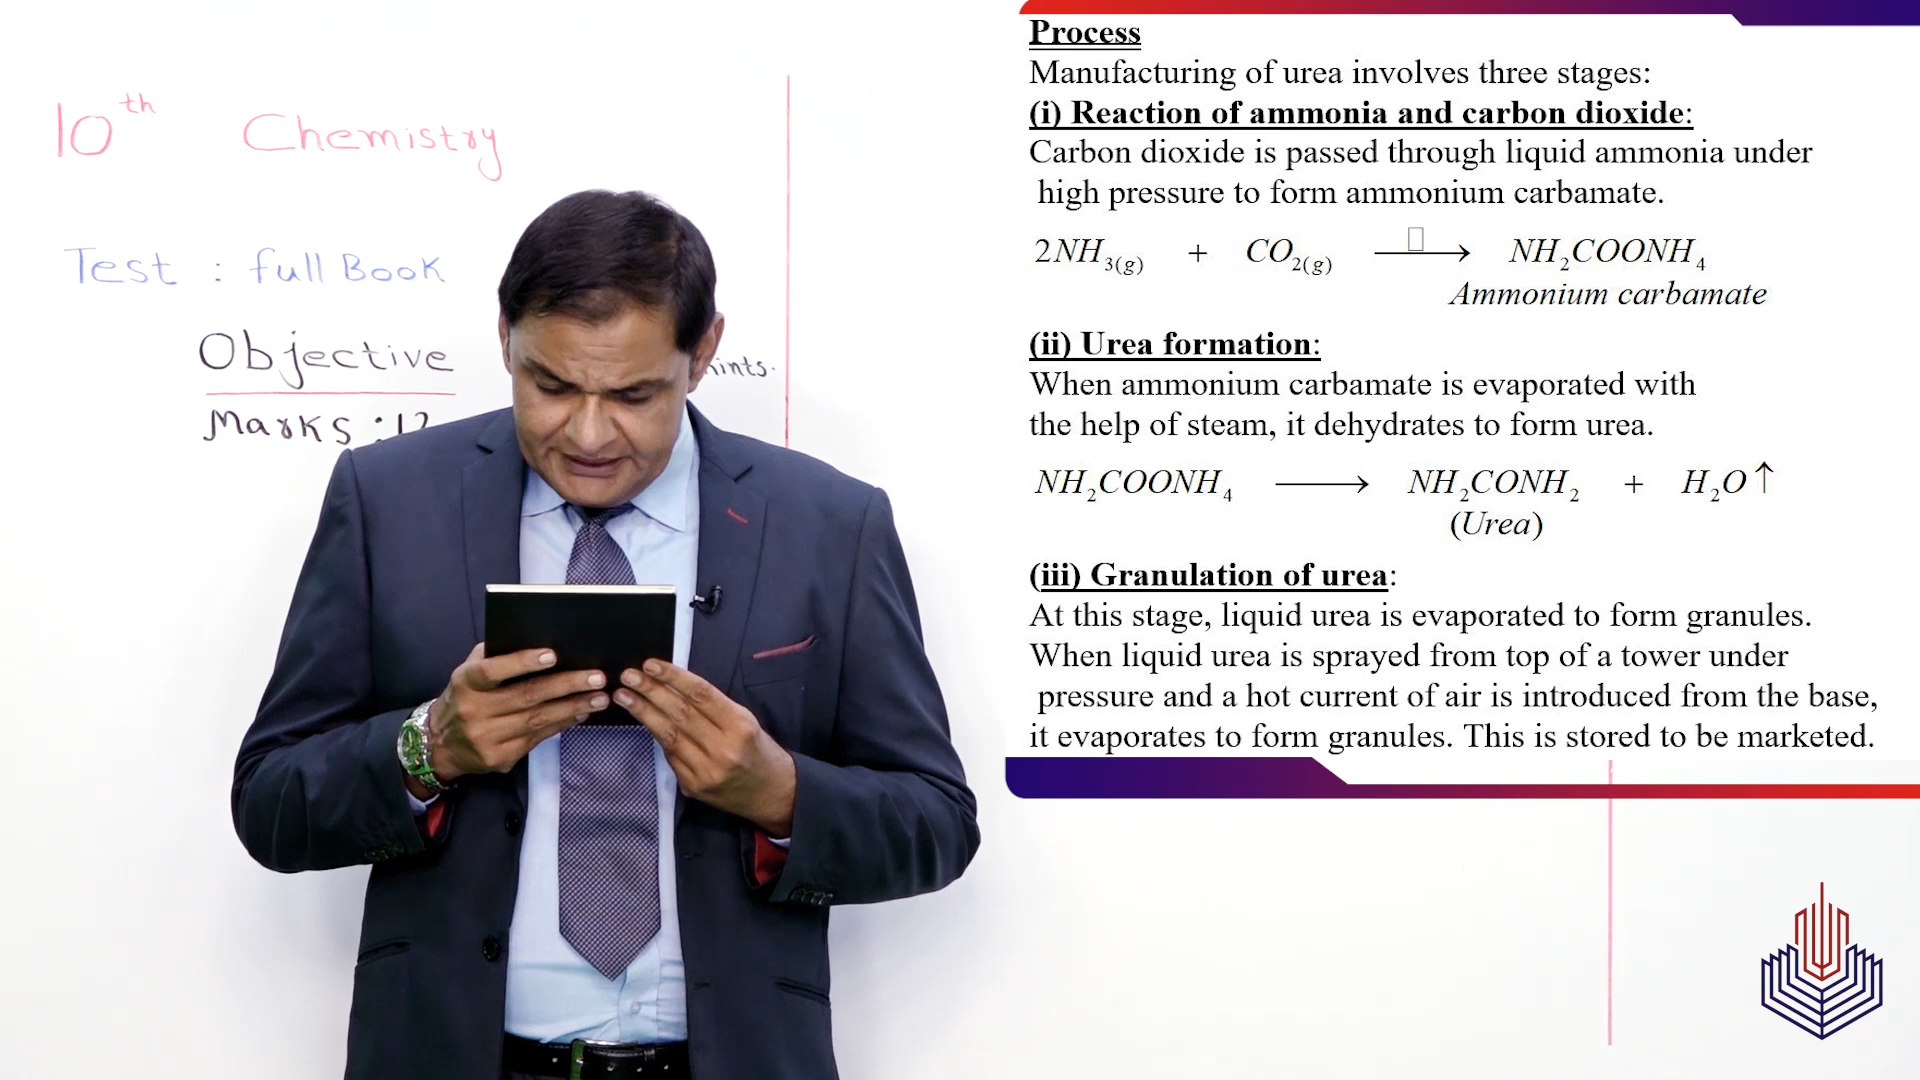 10th Chemistry
Test : full Book
Objective
Marks : 12
Process
Manufacturing of urea involves three stages:
(i) Reaction of ammonia and carbon dioxide:
Carbon dioxide is passed through liquid ammonia under
high pressure to form ammonium carbamate.
2NH3(g) + CO2(g) ⟶ NH2COONH4
Ammonium carbamate
(ii) Urea formation:
When ammonium carbamate is evaporated with
the help of steam, it dehydrates to form urea.
NH2COONH4 ⟶ NH2CONH2 + H2O↑
(Urea)
(iii) Granulation of urea:
At this stage, liquid urea is evaporated to form granules.
When liquid urea is sprayed from top of a tower under
pressure and a hot current of air is introduced from the base,
it evaporates to form granules. This is stored to be marketed.